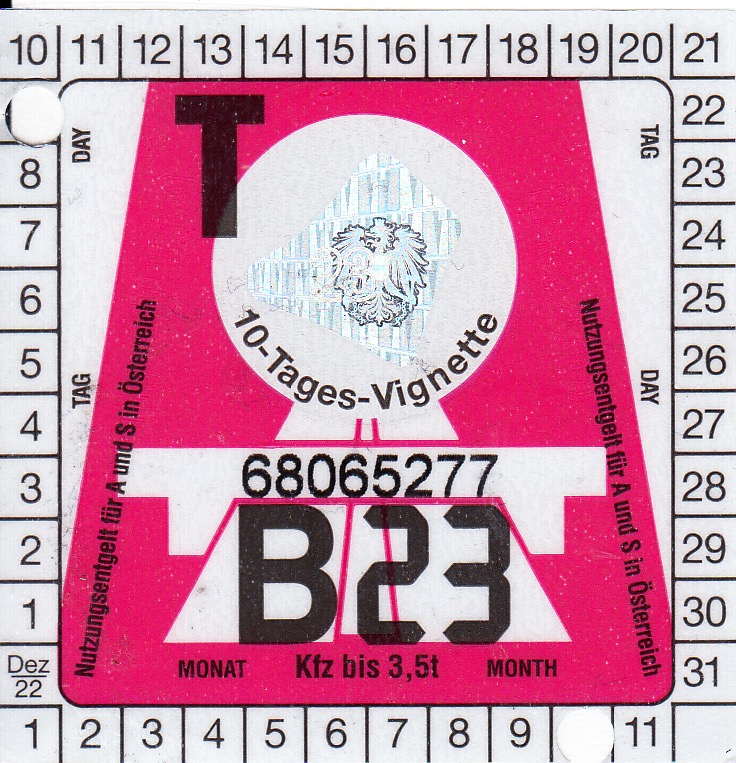 10 11 12 13 14 15 16 17 18 19 20 21
22
8 23
7 24
6 25
5 26
4 27
3 28
2 29
1 30
Dez 31
22
1 2 3 4 5 6 7 8 9 11
DAY
TAG
T
23
10-Tages-Vignette
TAG
DAY
Nutzungsentgelt für A und S in Österreich
Nutzungsentgelt für A und S in Österreich
68065277
B23
MONAT Kfz bis 3,5t MONTH